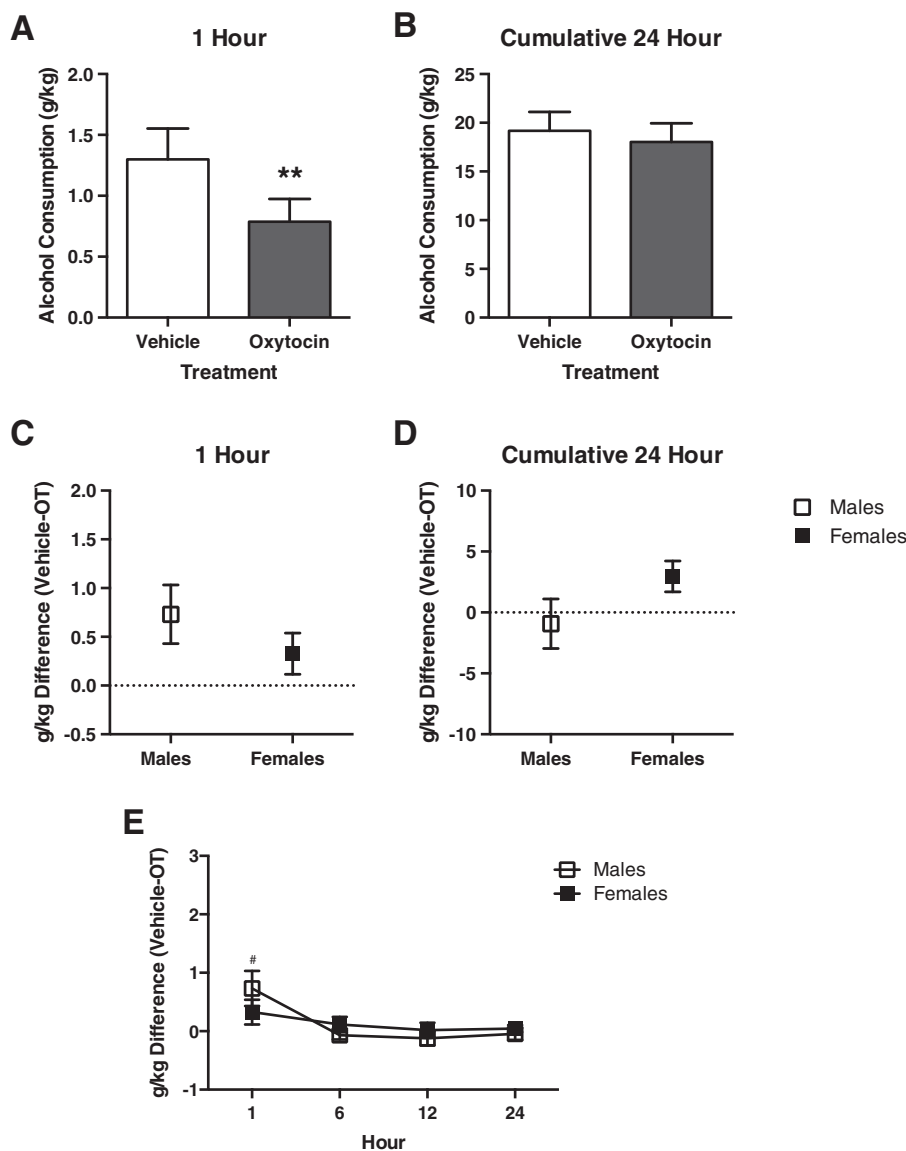 A
1 Hour
Alcohol Consumption (g/kg)
2.0
1.5
1.0
0.5
0.0
**
Vehicle Oxytocin
Treatment
B
Cumulative 24 Hour
Alcohol Consumption (g/kg)
25
20
15
10
5
0
Vehicle Oxytocin
Treatment
C
1 Hour
g/kg Difference (Vehicle-OT)
2.0
1.5
1.0
0.5
0.0
-0.5
Males Females
D
Cumulative 24 Hour
g/kg Difference (Vehicle-OT)
10
5
0
-5
-10
Males Females
Males
Females
E
g/kg Difference (Vehicle-OT)
3
2
1
0
-1
#
1 6 12 24
Hour
Males
Females